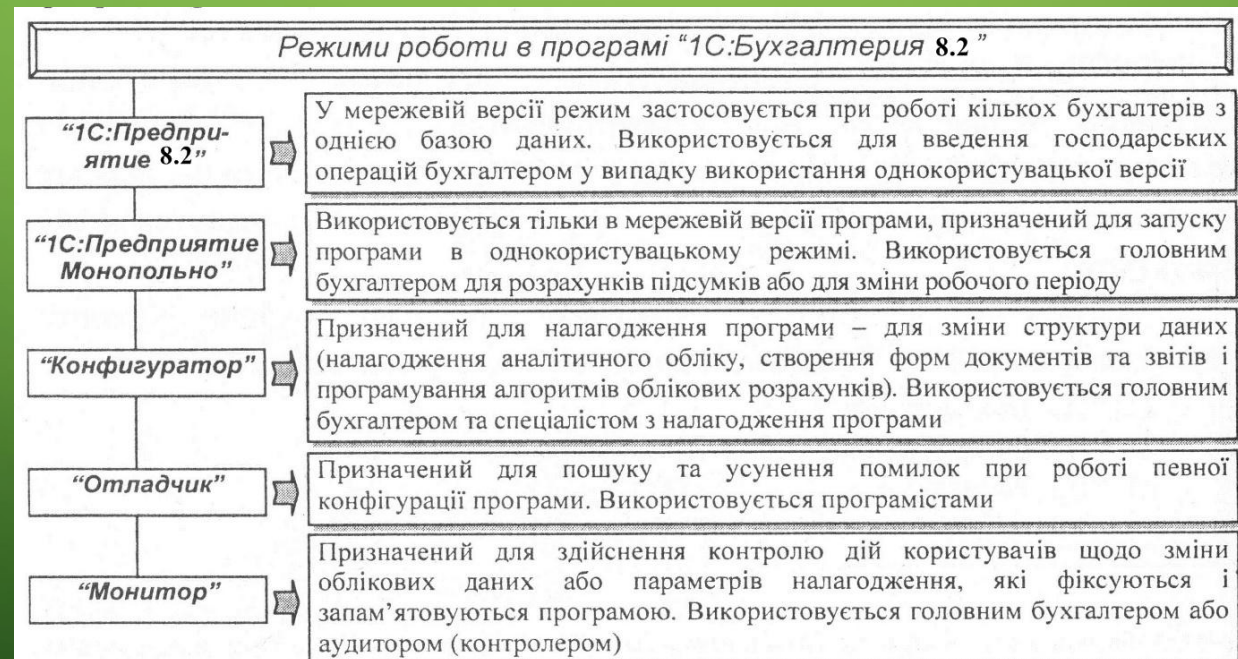 Режими роботи в програмі “1С:Бухгалтерия 8.2 ”
“1С:Предпри-
ятие 8.2”
У мережевій версії режим застосовується при роботі кількох бухгалтерів з
однією базою даних. Використовується для введення господарських
операцій бухгалтером у випадку використання однокористувацької версії
“1С:Предприятие
Монопольно”
Використовується тільки в мережевій версії програми, призначений для запуску
програми в однокористувацькому режимі. Використовується головним
бухгалтером для розрахунків підсумків або для зміни робочого періоду
“Конфигуратор”
Призначений для налагодження програми – для зміни структури даних
(налагодження аналітичного обліку, створення форм документів та звітів і
програмування алгоритмів облікових розрахунків). Використовується головним
бухгалтером та спеціалістом з налагодження програми
“Отладчик”
Призначений для пошуку та усунення помилок при роботі певної
конфігурації програми. Використовується програмістами
“Монитор”
Призначений для здійснення контролю дій користувачів щодо зміни
облікових даних або параметрів налагодження, які фіксуються і
запам’ятовуються програмою. Використовується головним бухгалтером або
аудитором (контролером)